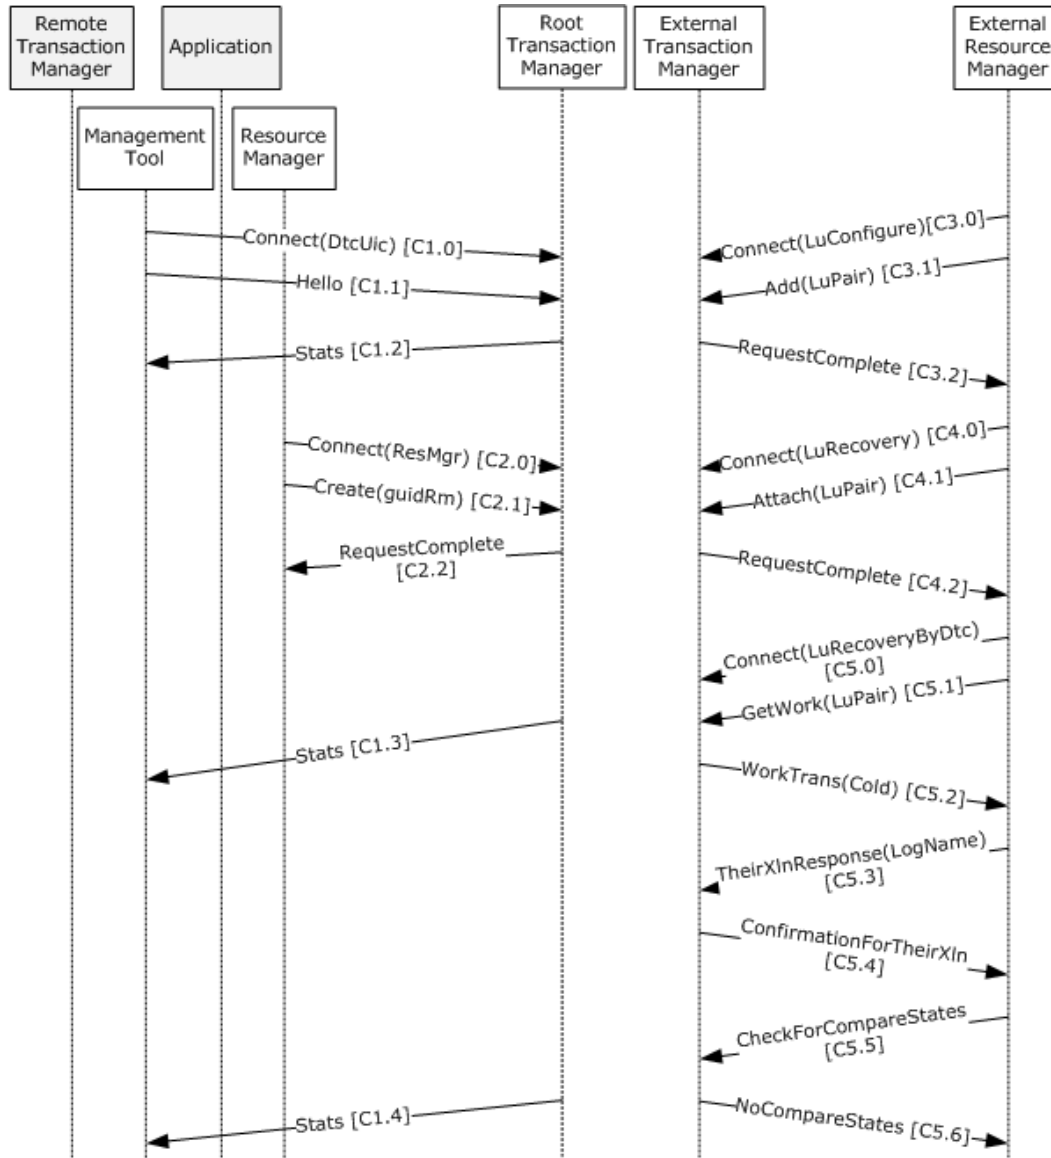 Remote
Transaction
Manager
Application
Root
Transaction
Manager
External
Transaction
Manager
External
Resource
Manager
Management
Tool
Resource
Manager
Connect(DtcUic) [C1.0]
Connect(LuConfigure)[C3.0]
Hello [C1.1]
Add(LuPair) [C3.1]
Stats [C1.2]
RequestComplete [C3.2]
Connect(ResMgr) [C2.0]
Connect(LuRecovery) [C4.0]
Create(guidRm) [C2.1]
Attach(LuPair) [C4.1]
RequestComplete
[C2.2]
RequestComplete [C4.2]
Connect(LuRecoveryByDtc)
[C5.0]
GetWork(LuPair) [C5.1]
Stats [C1.3]
WorkTrans(Cold) [C5.2]
TheirXlnResponse(LogName)
[C5.3]
ConfirmationForTheirXln
[C5.4]
CheckForCompareStates
[C5.5]
Stats [C1.4]
NoCompareStates [C5.6]